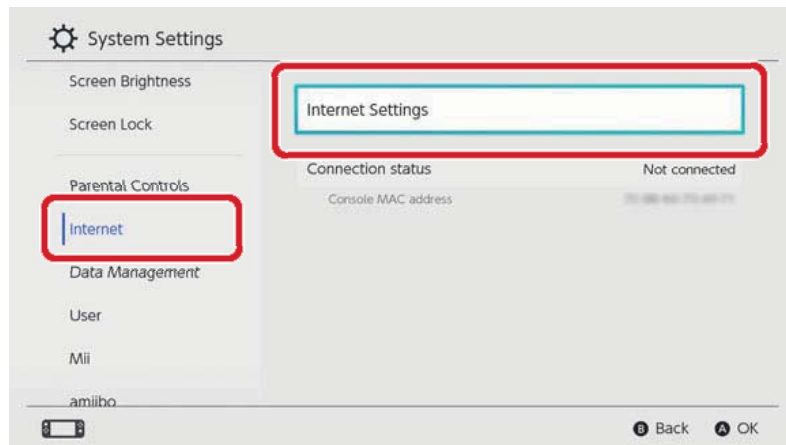 System Settings
Screen Brightness
Screen Lock
Parental Controls
Internet
Data Management
User
Mii
amiibo
Internet Settings
Connection status Not connected
Console MAC address
B Back A OK